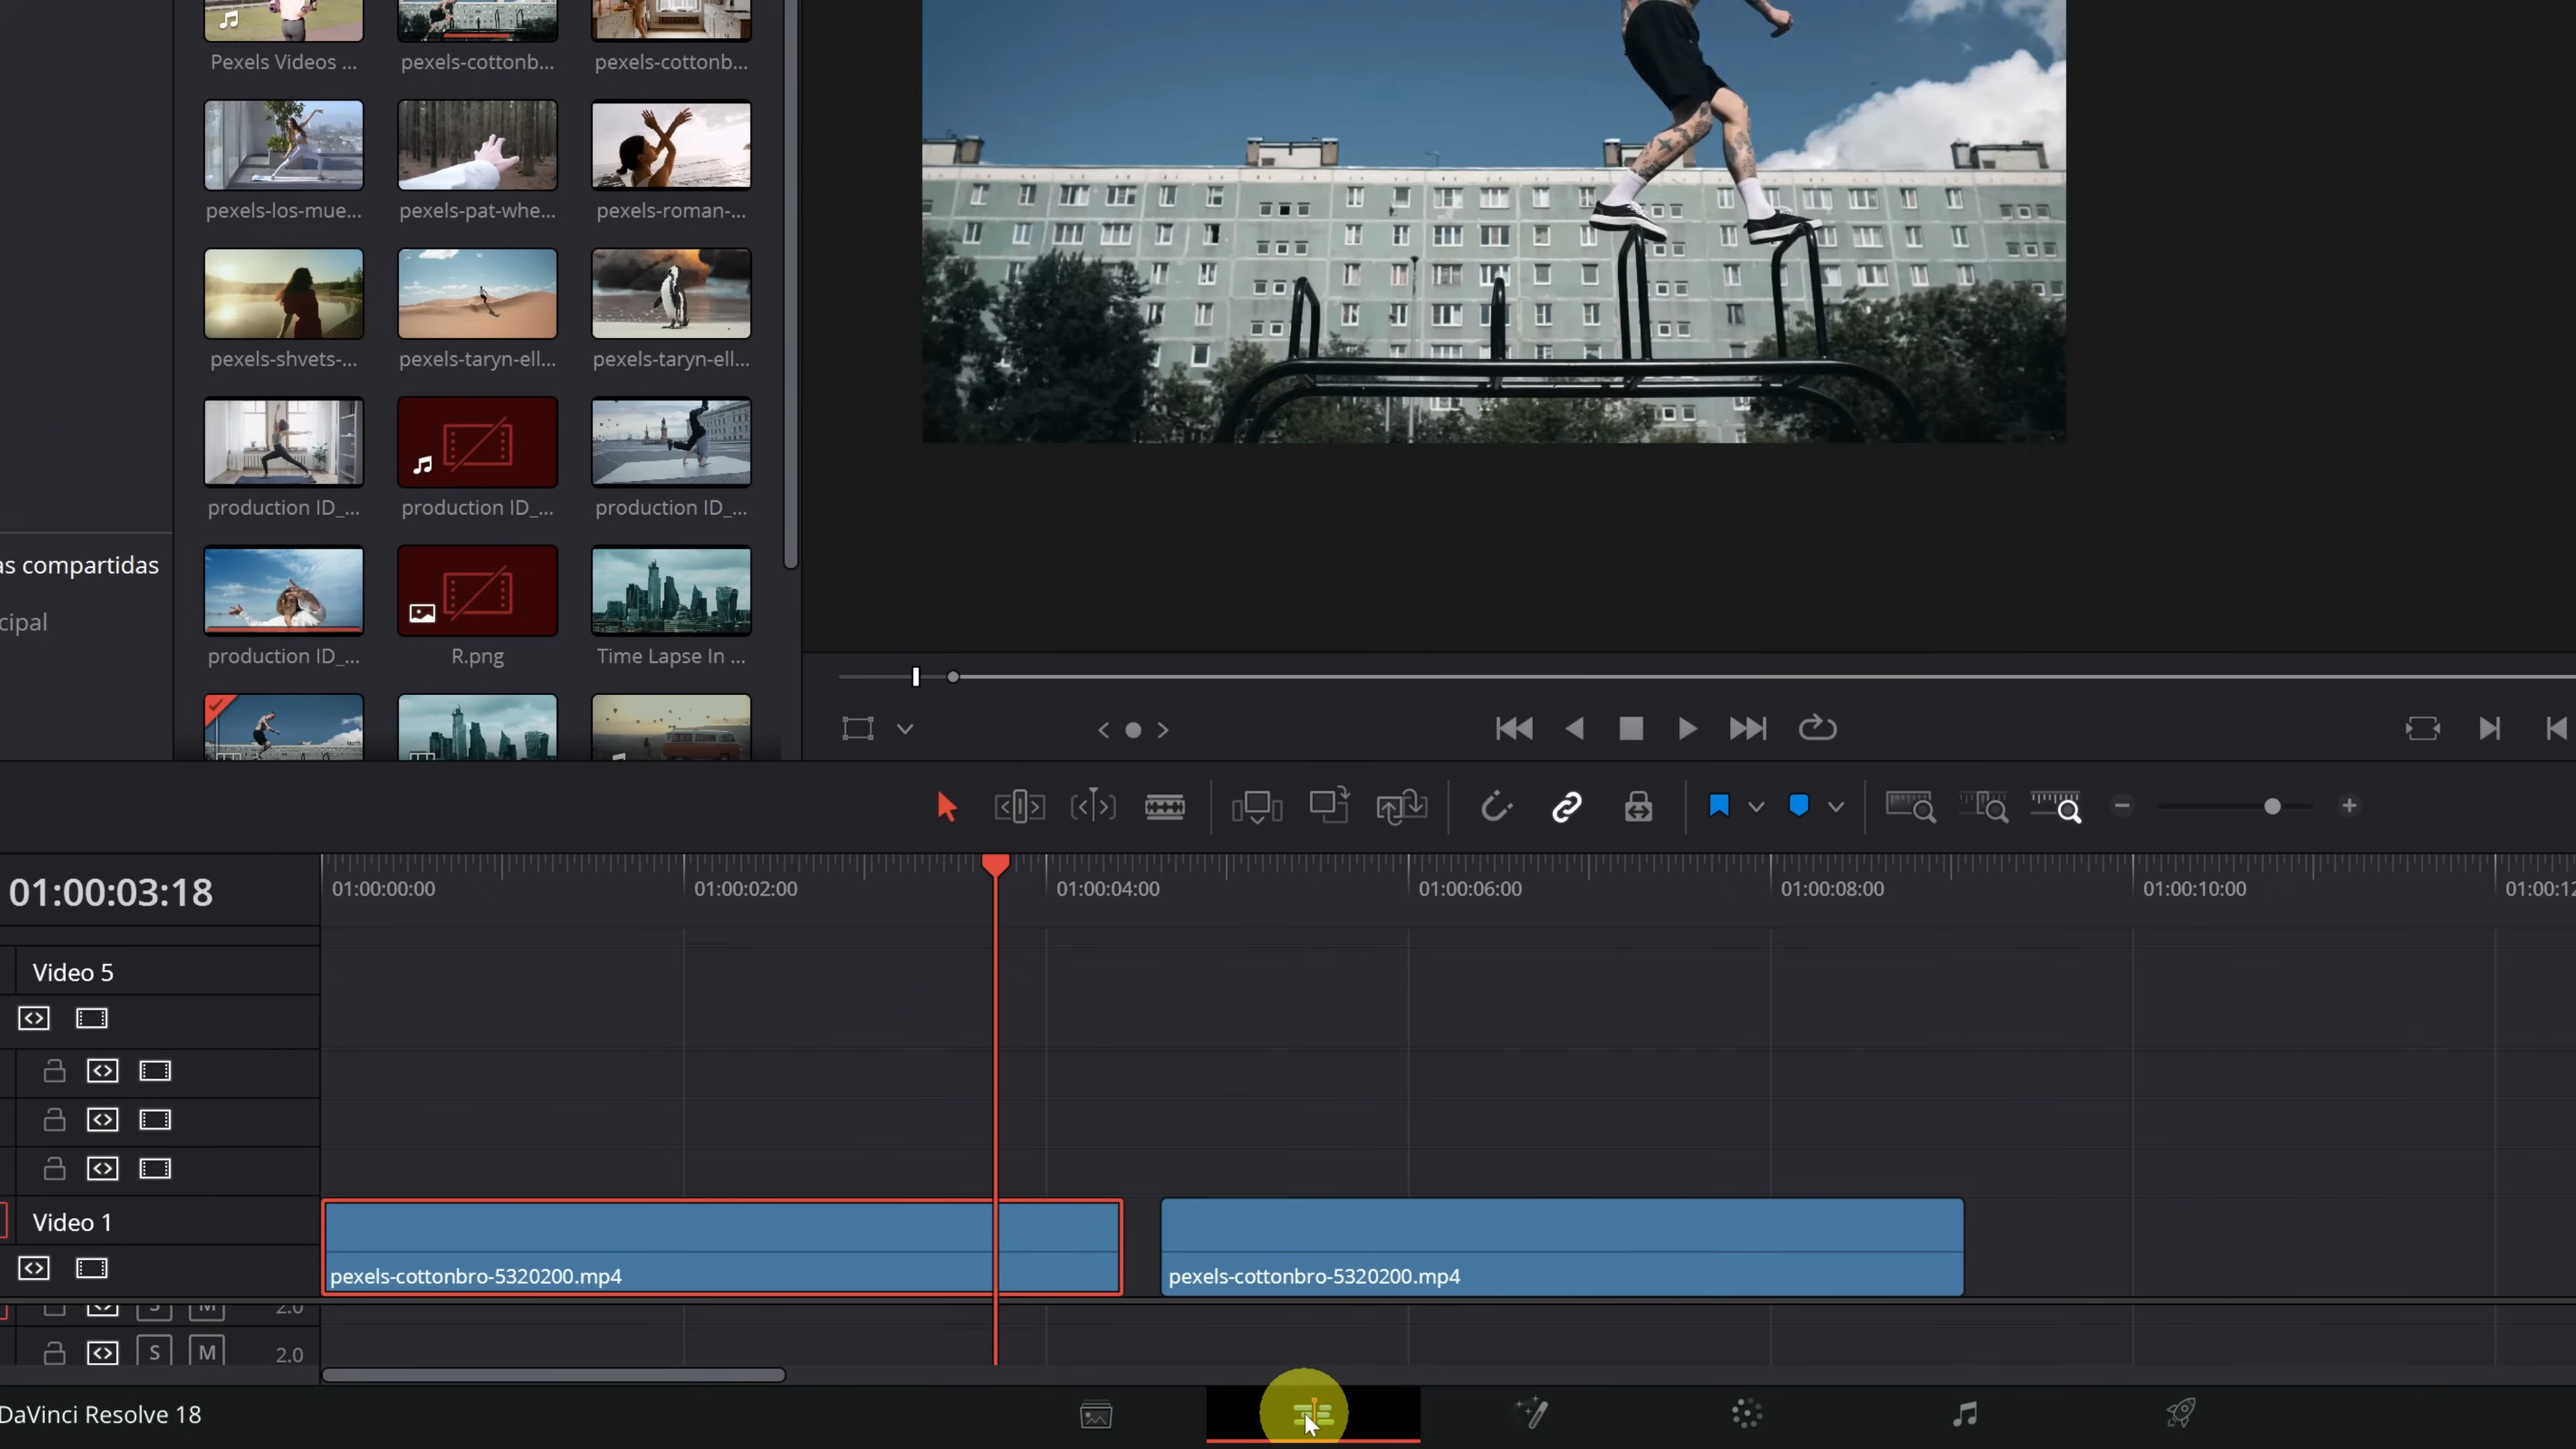 Pexels Videos ...
pexels-cottonb...
pexels-cottonb...
pexels-los-mue...
pexels-pat-whe...
pexels-roman-...
pexels-shvets-...
pexels-taryn-ell...
pexels-taryn-ell...
production ID_...
production ID_...
production ID_...
as compartidas
cipal
production ID_...
R.png
Time Lapse In ...
01:00:03:18
01:00:00:00
01:00:02:00
01:00:04:00
01:00:06:00
01:00:08:00
01:00:10:00
01:00:12
Video 5
Video 1
pexels-cottonbro-5320200.mp4
pexels-cottonbro-5320200.mp4
S M 2.0
S M 2.0
DaVinci Resolve 18